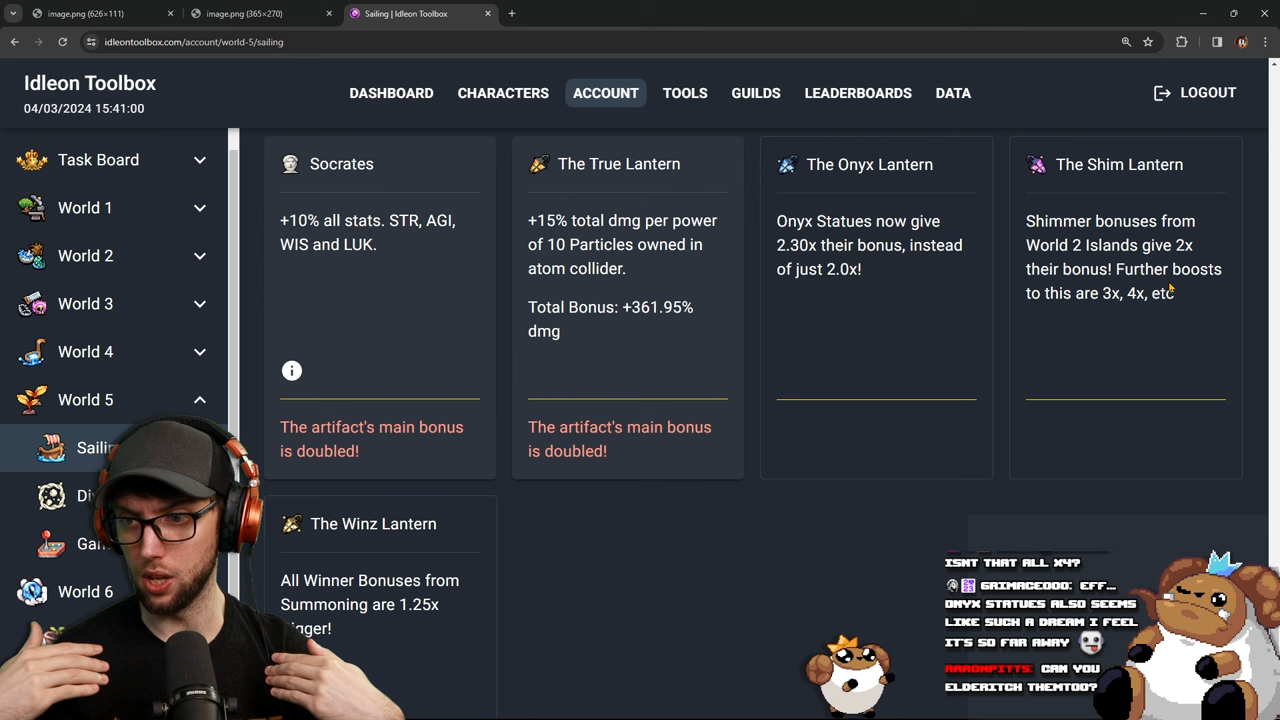 image.png (626×111)
image.png (365×270)
Sailing | Idleon Toolbox
idleontoolbox.com/account/world-5/sailing
Idleon Toolbox
04/03/2024 15:41:00
DASHBOARD
CHARACTERS
ACCOUNT
TOOLS
GUILDS
LEADERBOARDS
DATA
LOGOUT
Task Board
World 1
World 2
World 3
World 4
World 5
World 6
Socrates
+10% all stats. STR, AGI,
WIS and LUK.
The artifact's main bonus
is doubled!
The True Lantern
+15% total dmg per power
of 10 Particles owned in
atom collider.
Total Bonus: +361.95%
dmg
The artifact's main bonus
is doubled!
The Onyx Lantern
Onyx Statues now give
2.30x their bonus, instead
of just 2.0x!
The Shim Lantern
Shimmer bonuses from
World 2 Islands give 2x
their bonus! Further boosts
to this are 3x, 4x, etc
The Winz Lantern
All Winner Bonuses from
Summoning are 1.25x
ISNT THAT ALL X4?
GRIMACEOOO: EFF...
ONYX STATUES ALSO SEEMS
LIKE SUCH A DREAM I FEEL
IT'S SO FAR AWAY
AARONPITTS: CAN YOU
ELDERITCH THEMTOO?